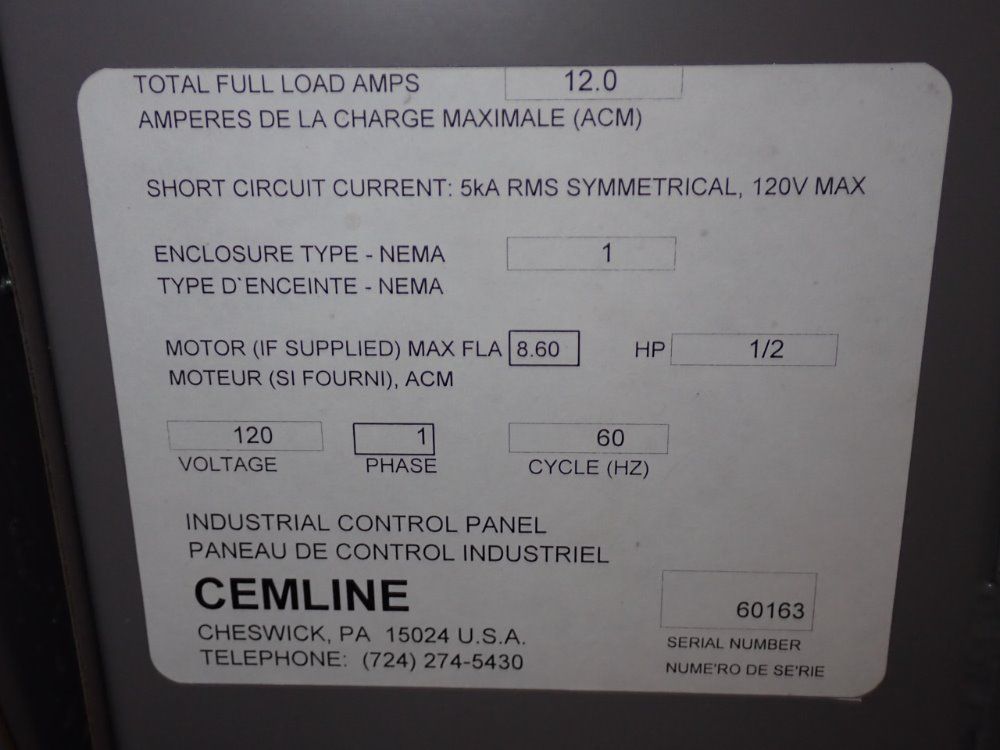 TOTAL FULL LOAD AMPS 12.0
AMPERES DE LA CHARGE MAXIMALE (ACM)
SHORT CIRCUIT CURRENT: 5kA RMS SYMMETRICAL, 120V MAX
ENCLOSURE TYPE - NEMA 1
TYPE D`ENCEINTE - NEMA
MOTOR (IF SUPPLIED) MAX FLA 8.60 HP 1/2
MOTEUR (SI FOURNI), ACM
120 1 60
VOLTAGE PHASE CYCLE (HZ)
INDUSTRIAL CONTROL PANEL
PANEAU DE CONTROL INDUSTRIEL
CEMLINE
60163
CHESWICK, PA 15024 U.S.A.
SERIAL NUMBER
TELEPHONE: (724) 274-5430
NUME'RO DE SE'RIE